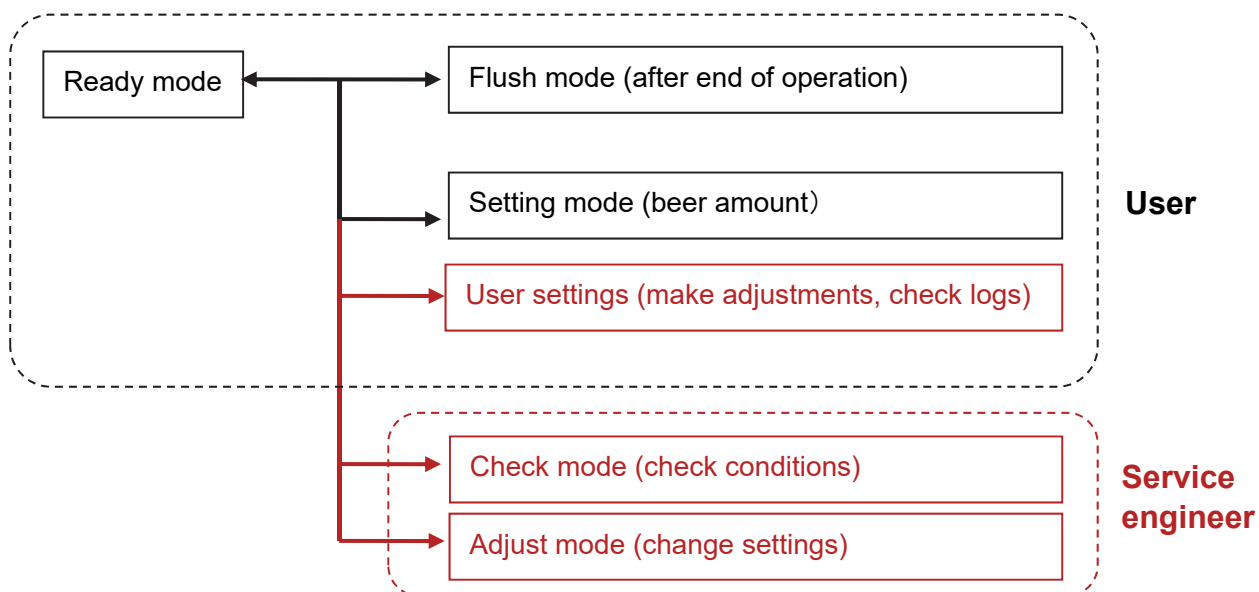 Ready mode
Flush mode (after end of operation)
Setting mode (beer amount）
User
User settings (make adjustments, check logs)
Check mode (check conditions)
Service
engineer
Adjust mode (change settings)